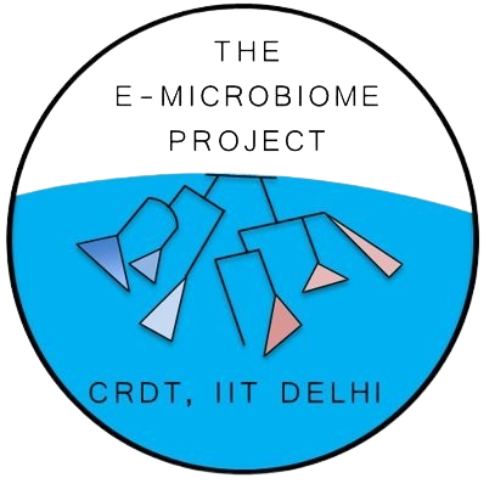 THE
E-MICROBIOME
PROJECT
CRDT, IIT DELHI